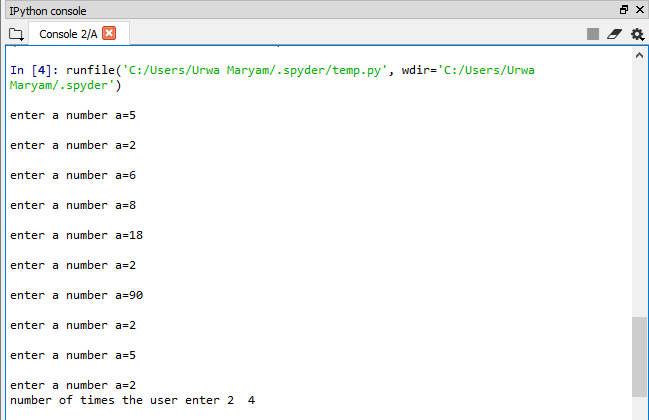 IPython console
Console 2/A
In [4]: runfile('C:/Users/Urwa Maryam/.spyder/temp.py', wdir='C:/Users/Urwa
Maryam/.spyder')
enter a number a=5
enter a number a=2
enter a number a=6
enter a number a=8
enter a number a=18
enter a number a=2
enter a number a=90
enter a number a=2
enter a number a=5
enter a number a=2
number of times the user enter 2  4